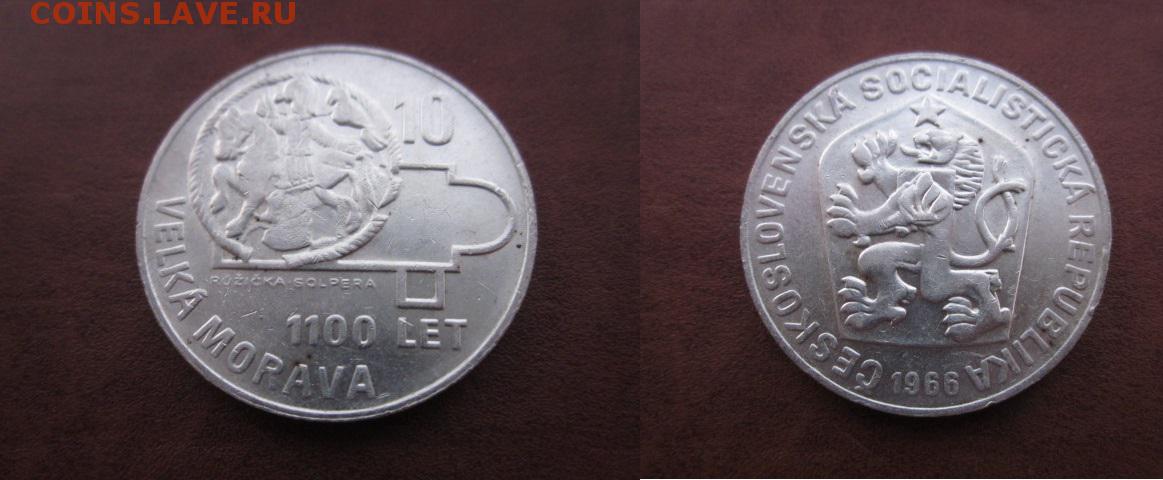 COINS.LAVE.RU
10
RŮŽIČKA SOLPERA
1100 LET
VELKÁ MORAVA
ČESKOSLOVENSKÁ SOCIALISTICKÁ REPUBLIKA
1966